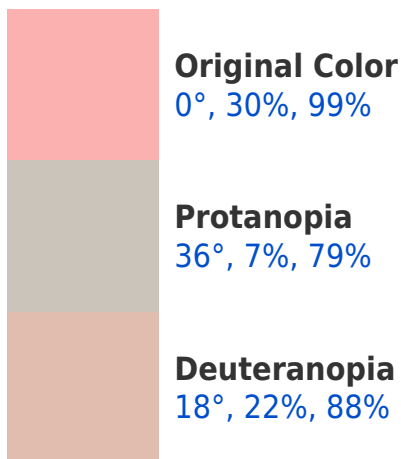 Original Color
0°, 30%, 99%
Protanopia
36°, 7%, 79%
Deuteranopia
18°, 22%, 88%